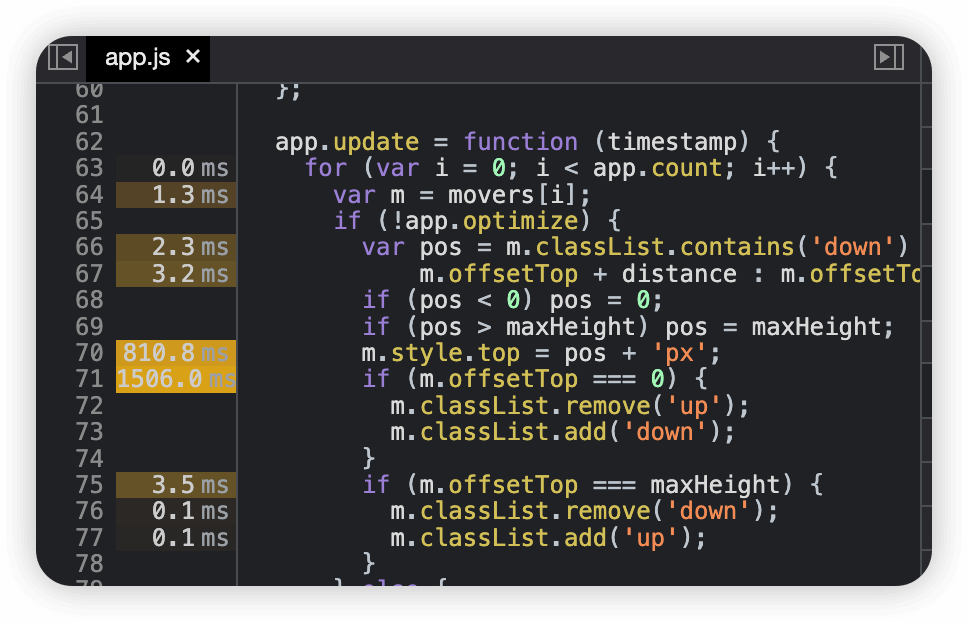 app.js ×
60 };
61
62 app.update = function (timestamp) {
63 0.0 ms for (var i = 0; i < app.count; i++) {
64 1.3 ms var m = movers[i];
65 if (!app.optimize) {
66 2.3 ms var pos = m.classList.contains('down')
67 3.2 ms m.offsetTop + distance : m.offsetTo
68 if (pos < 0) pos = 0;
69 if (pos > maxHeight) pos = maxHeight;
70 810.8 ms m.style.top = pos + 'px';
71 1506.0 ms if (m.offsetTop === 0) {
72 m.classList.remove('up');
73 m.classList.add('down');
74 }
75 3.5 ms if (m.offsetTop === maxHeight) {
76 0.1 ms m.classList.remove('down');
77 0.1 ms m.classList.add('up');
78 }
79 } else {